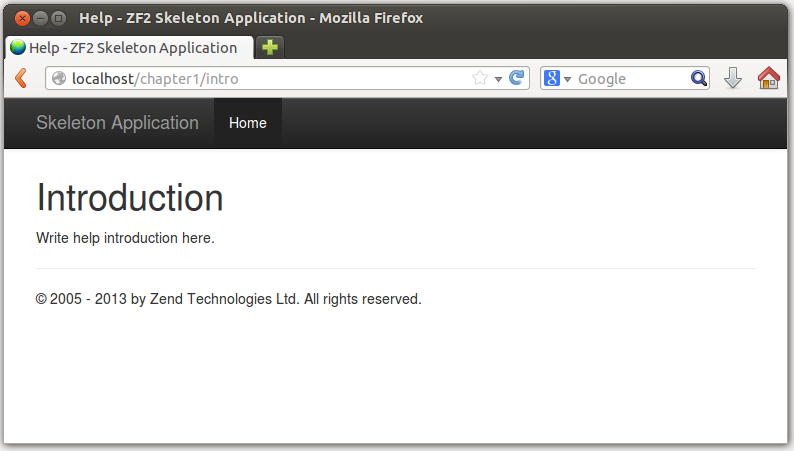 Help - ZF2 Skeleton Application - Mozilla Firefox
Help - ZF2 Skeleton Application
localhost/chapter1/intro
8 Google
Skeleton Application Home
Introduction
Write help introduction here.
© 2005 - 2013 by Zend Technologies Ltd. All rights reserved.